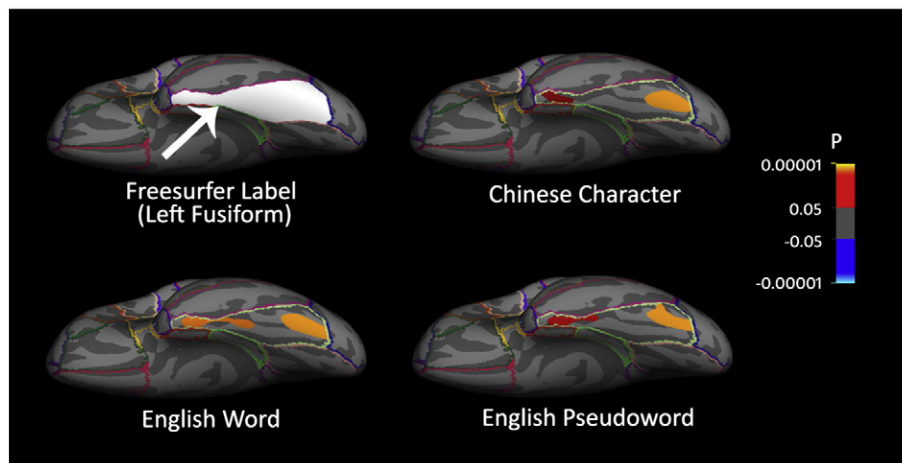 Freesurfer Label
(Left Fusiform)
Chinese Character
P
0.00001
0.05
-0.05
-0.00001
English Word
English Pseudoword